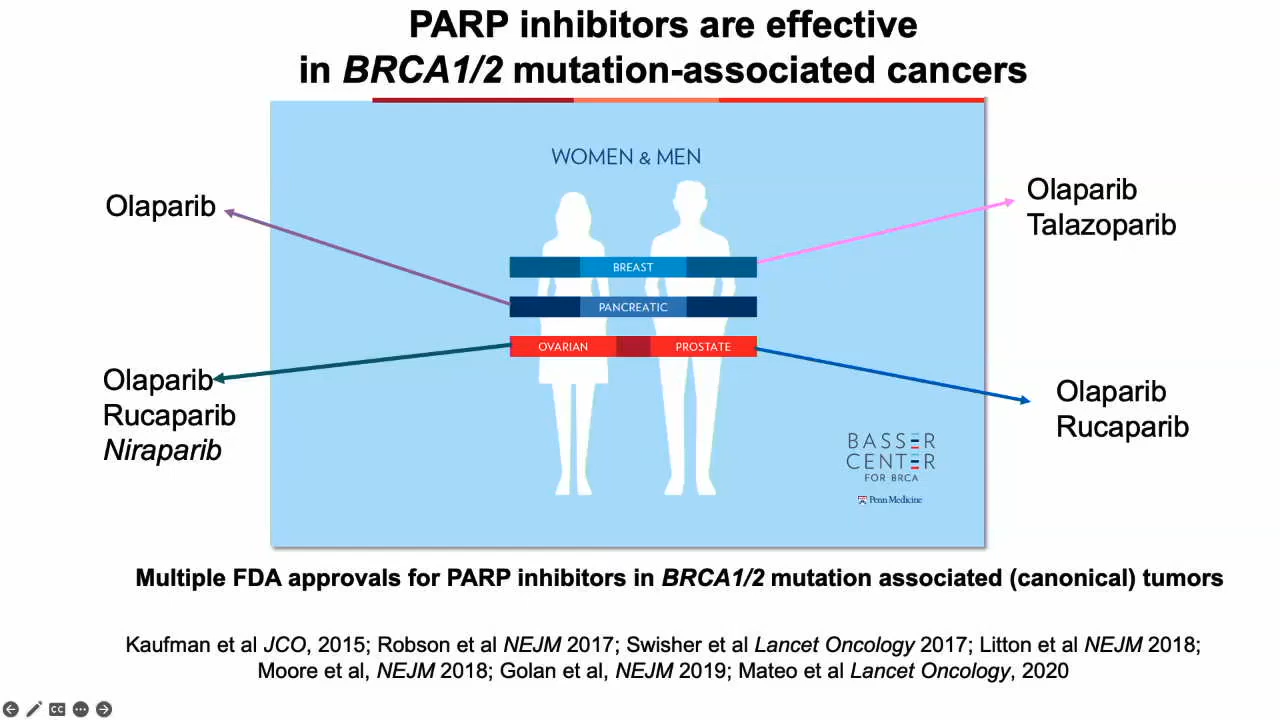 PARP inhibitors are effective
in BRCA1/2 mutation-associated cancers
WOMEN & MEN
Olaparib
Olaparib
Talazoparib
BREAST
PANCREATIC
OVARIAN
PROSTATE
Olaparib
Rucaparib
Niraparib
Olaparib
Rucaparib
BASSER
CENTER
FOR BRCA
Penn Medicine
Multiple FDA approvals for PARP inhibitors in BRCA1/2 mutation associated (canonical) tumors
Kaufman et al JCO, 2015; Robson et al NEJM 2017; Swisher et al Lancet Oncology 2017; Litton et al NEJM 2018;
Moore et al, NEJM 2018; Golan et al, NEJM 2019; Mateo et al Lancet Oncology, 2020
CC